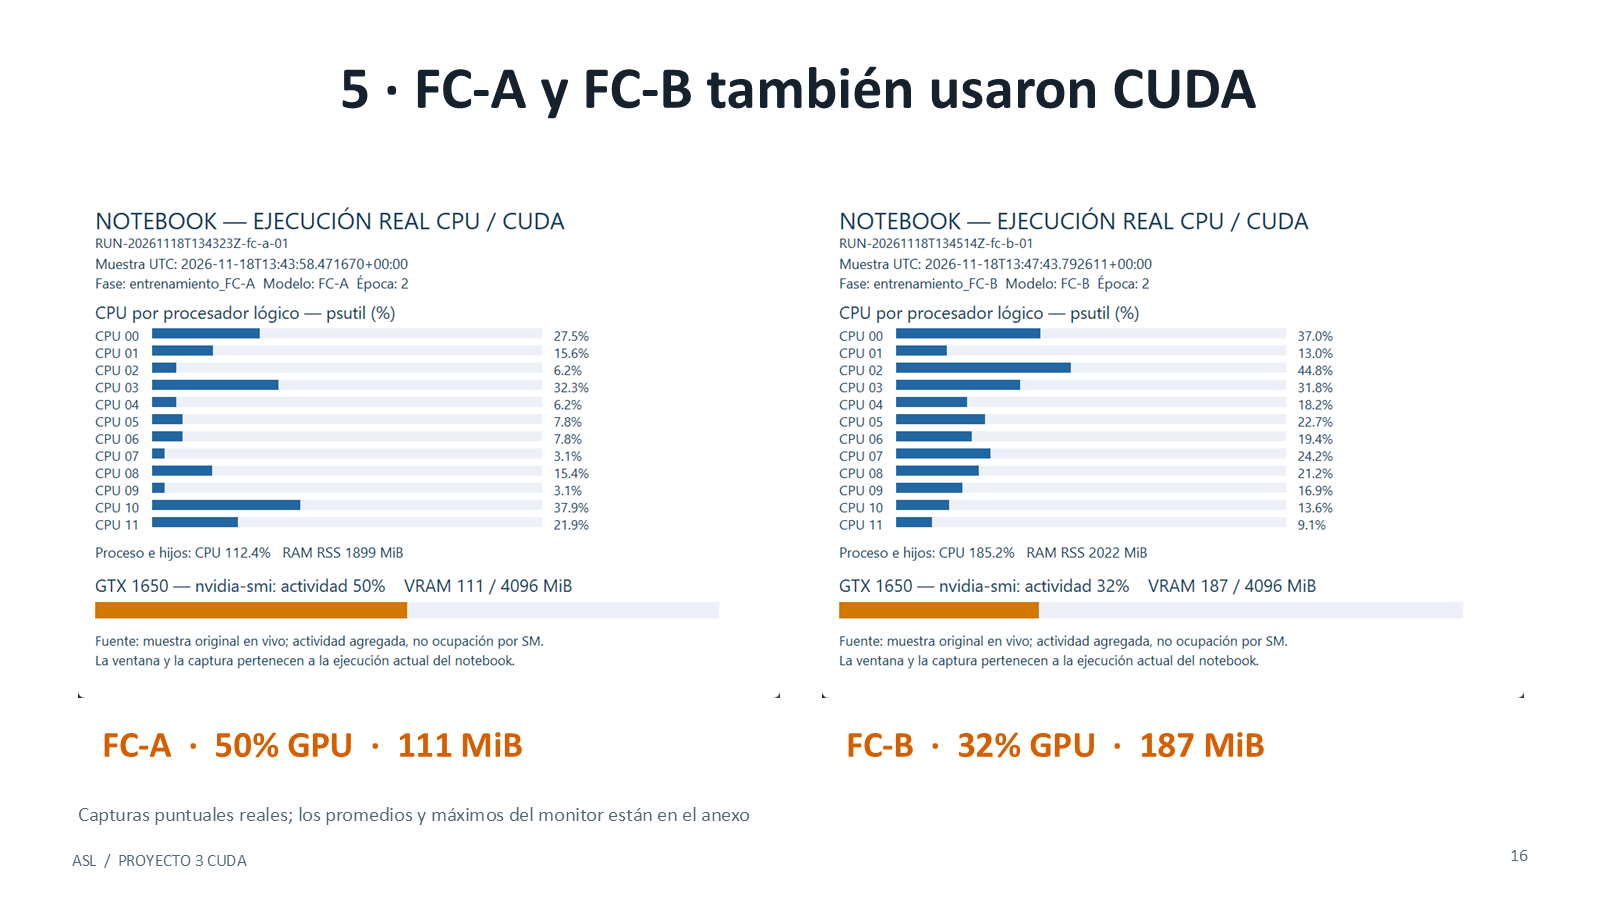 5 · FC-A y FC-B también usaron CUDA
NOTEBOOK — EJECUCIÓN REAL CPU / CUDA
RUN-20261118T134323Z-fc-a-01
Muestra UTC: 2026-11-18T13:43:58.471670+00:00
Fase: entrenamiento_FC-A Modelo: FC-A Época: 2
CPU por procesador lógico — psutil (%)
CPU 00 27.5%
CPU 01 15.6%
CPU 02 6.2%
CPU 03 32.3%
CPU 04 6.2%
CPU 05 7.8%
CPU 06 7.8%
CPU 07 3.1%
CPU 08 15.4%
CPU 09 3.1%
CPU 10 37.9%
CPU 11 21.9%
Proceso e hijos: CPU 112.4% RAM RSS 1899 MiB
GTX 1650 — nvidia-smi: actividad 50% VRAM 111 / 4096 MiB
Fuente: muestra original en vivo; actividad agregada, no ocupación por SM.
La ventana y la captura pertenecen a la ejecución actual del notebook.
FC-A · 50% GPU · 111 MiB
NOTEBOOK — EJECUCIÓN REAL CPU / CUDA
RUN-20261118T134514Z-fc-b-01
Muestra UTC: 2026-11-18T13:47:43.792611+00:00
Fase: entrenamiento_FC-B Modelo: FC-B Época: 2
CPU por procesador lógico — psutil (%)
CPU 00 37.0%
CPU 01 13.0%
CPU 02 44.8%
CPU 03 31.8%
CPU 04 18.2%
CPU 05 22.7%
CPU 06 19.4%
CPU 07 24.2%
CPU 08 21.2%
CPU 09 16.9%
CPU 10 13.6%
CPU 11 9.1%
Proceso e hijos: CPU 185.2% RAM RSS 2022 MiB
GTX 1650 — nvidia-smi: actividad 32% VRAM 187 / 4096 MiB
Fuente: muestra original en vivo; actividad agregada, no ocupación por SM.
La ventana y la captura pertenecen a la ejecución actual del notebook.
FC-B · 32% GPU · 187 MiB
Capturas puntuales reales; los promedios y máximos del monitor están en el anexo
ASL / PROYECTO 3 CUDA
16